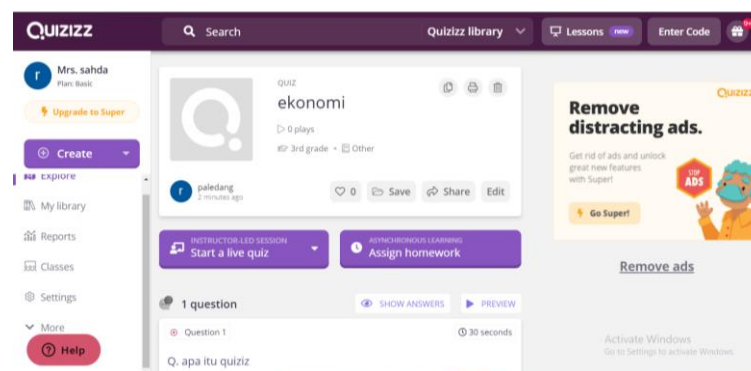 QUIZIZZ
Search
Quizizz library
Lessons new
Enter Code
9+
r
Mrs. sahda
Plan: Basic
Upgrade to Super
Create
Explore
My library
Reports
Classes
Settings
More
Help
QUIZ
ekonomi
0 plays
3rd grade • Other
r
paledang
2 minutes ago
0
Save
Share
Edit
INSTRUCTOR-LED SESSION
Start a live quiz
ASYNCHRONOUS LEARNING
Assign homework
1 question
SHOW ANSWERS
PREVIEW
Question 1
30 seconds
Q. apa itu quiziz
QUIZIZZ
Remove
distracting ads.
Get rid of ads and unlock
great new features
with Super!
STOP
ADS
Go Super!
Remove ads
Activate Windows
Go to Settings to activate Windows.